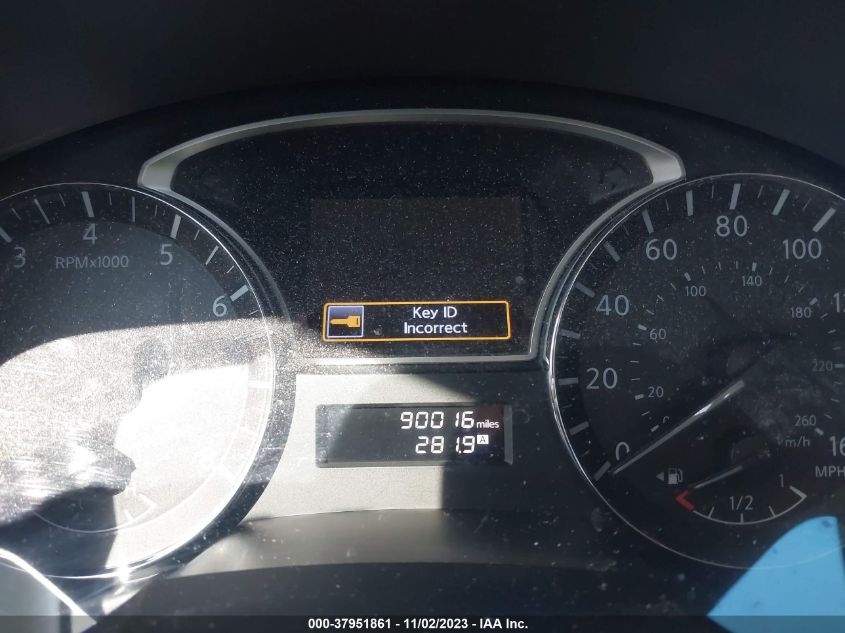 3 4 5 6
RPMx1000
Key ID
Incorrect
90016 miles
281.9 A
0 20 40 60 80 100
20 60 100 140 180 220 260
km/h
MPH
1/2 1
000-37951861 - 11/02/2023 - IAA Inc.